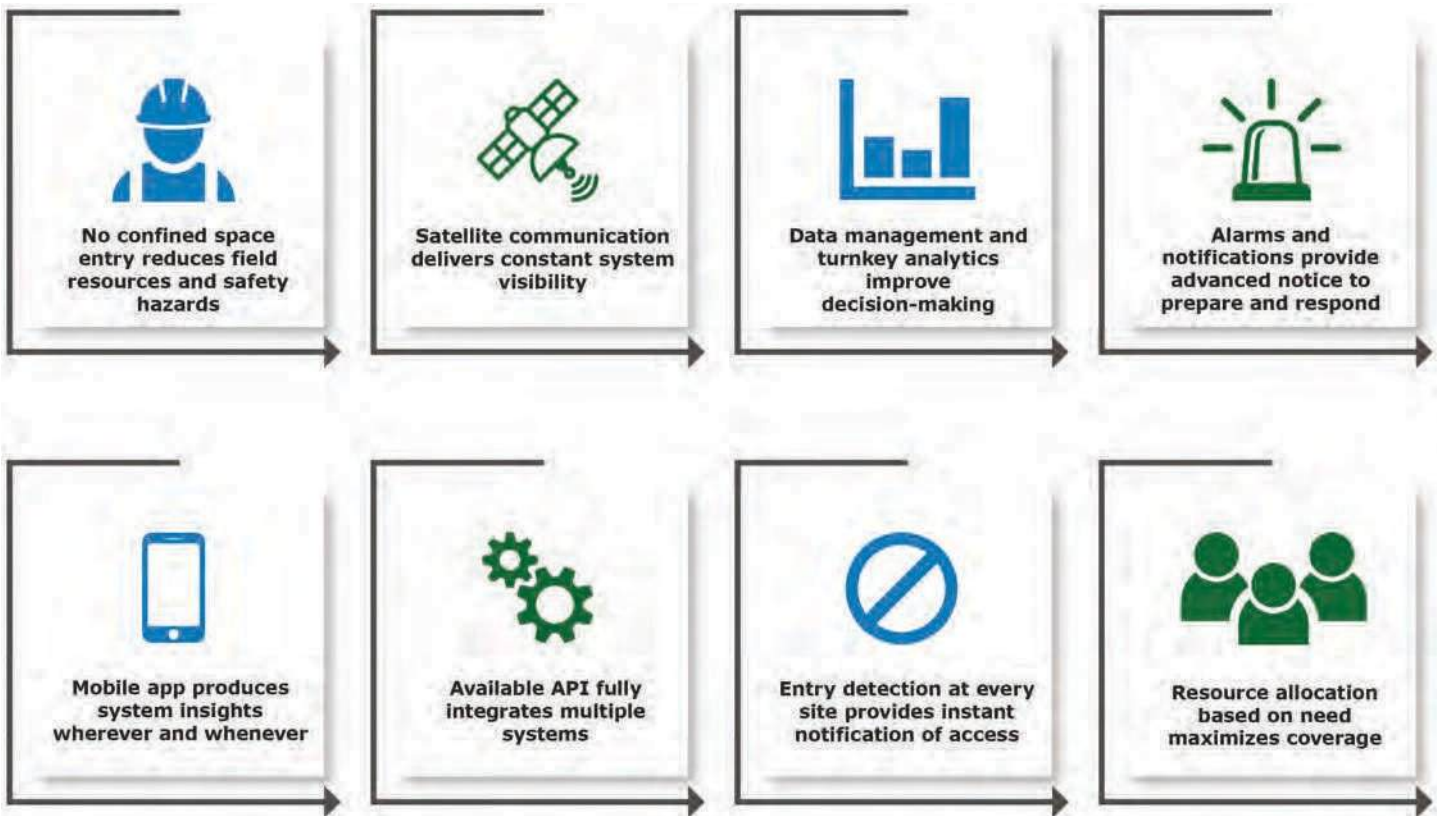 No confined space
entry reduces field
resources and safety
hazards
Satellite communication
delivers constant system
visibility
Data management and
turnkey analytics
improve
decision-making
Alarms and
notifications provide
advanced notice to
prepare and respond
Mobile app produces
system insights
wherever and whenever
Available API fully
integrates multiple
systems
Entry detection at every
site provides instant
notification of access
Resource allocation
based on need
maximizes coverage